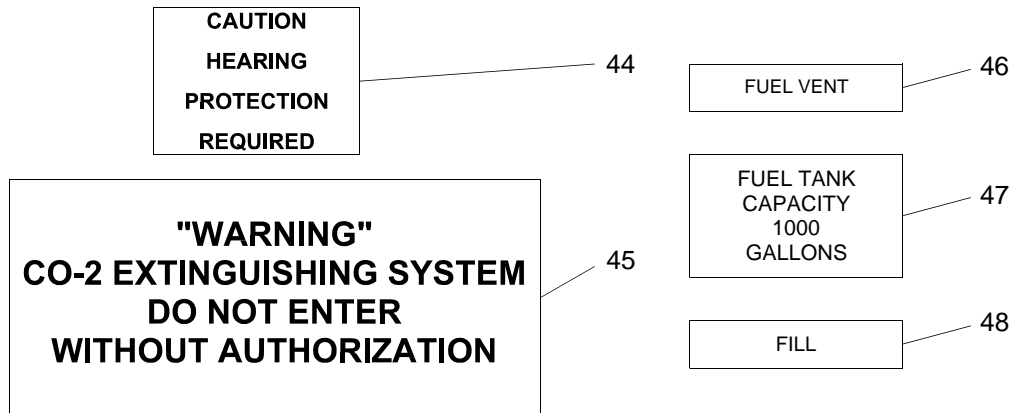 CAUTION
HEARING
PROTECTION
REQUIRED
44
"WARNING"
CO-2 EXTINGUISHING SYSTEM
DO NOT ENTER
WITHOUT AUTHORIZATION
45
FUEL VENT
46
FUEL TANK
CAPACITY
1000
GALLONS
47
FILL
48